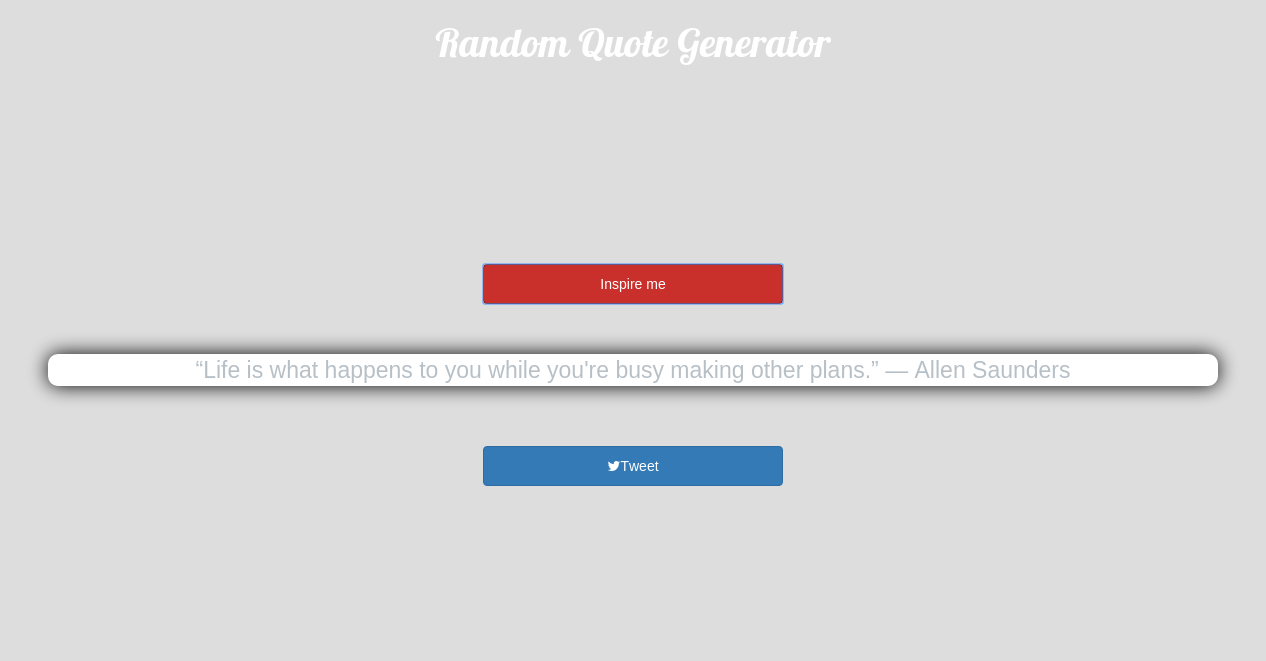 Random Quote Generator
Inspire me
“Life is what happens to you while you're busy making other plans.” — Allen Saunders
Tweet